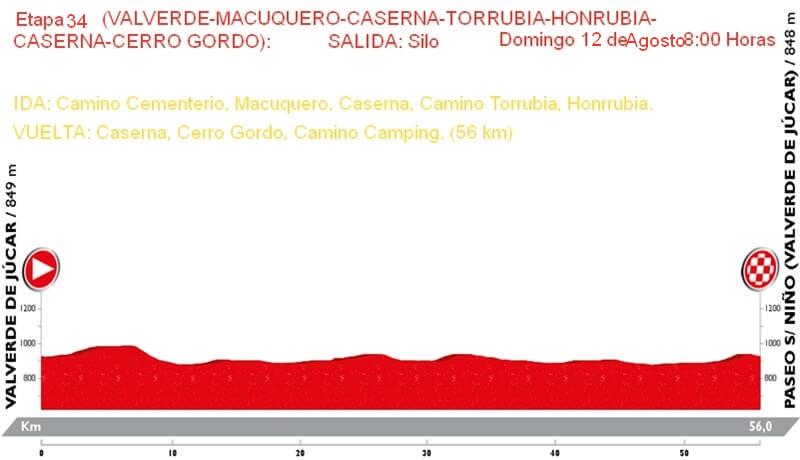 Etapa 34 (VALVERDE-MACUQUERO-CASERNA-TORRUBIA-HONRUBIA-
CASERNA-CERRO GORDO): SALIDA: Silo Domingo 12 de Agosto 8:00 Horas
IDA: Camino Cementerio, Macuquero, Caserna, Camino Torrubia, Honrrubia.
VUELTA: Caserna, Cerro Gordo, Camino Camping. (56 km)
VALVERDE DE JÚCAR / 849 m
PASEO S/ NIÑO (VALVERDE DE JÚCAR) / 848 m
1200 1200
1000 1000
800 800
Km 56,0
0 10 20 30 40 50